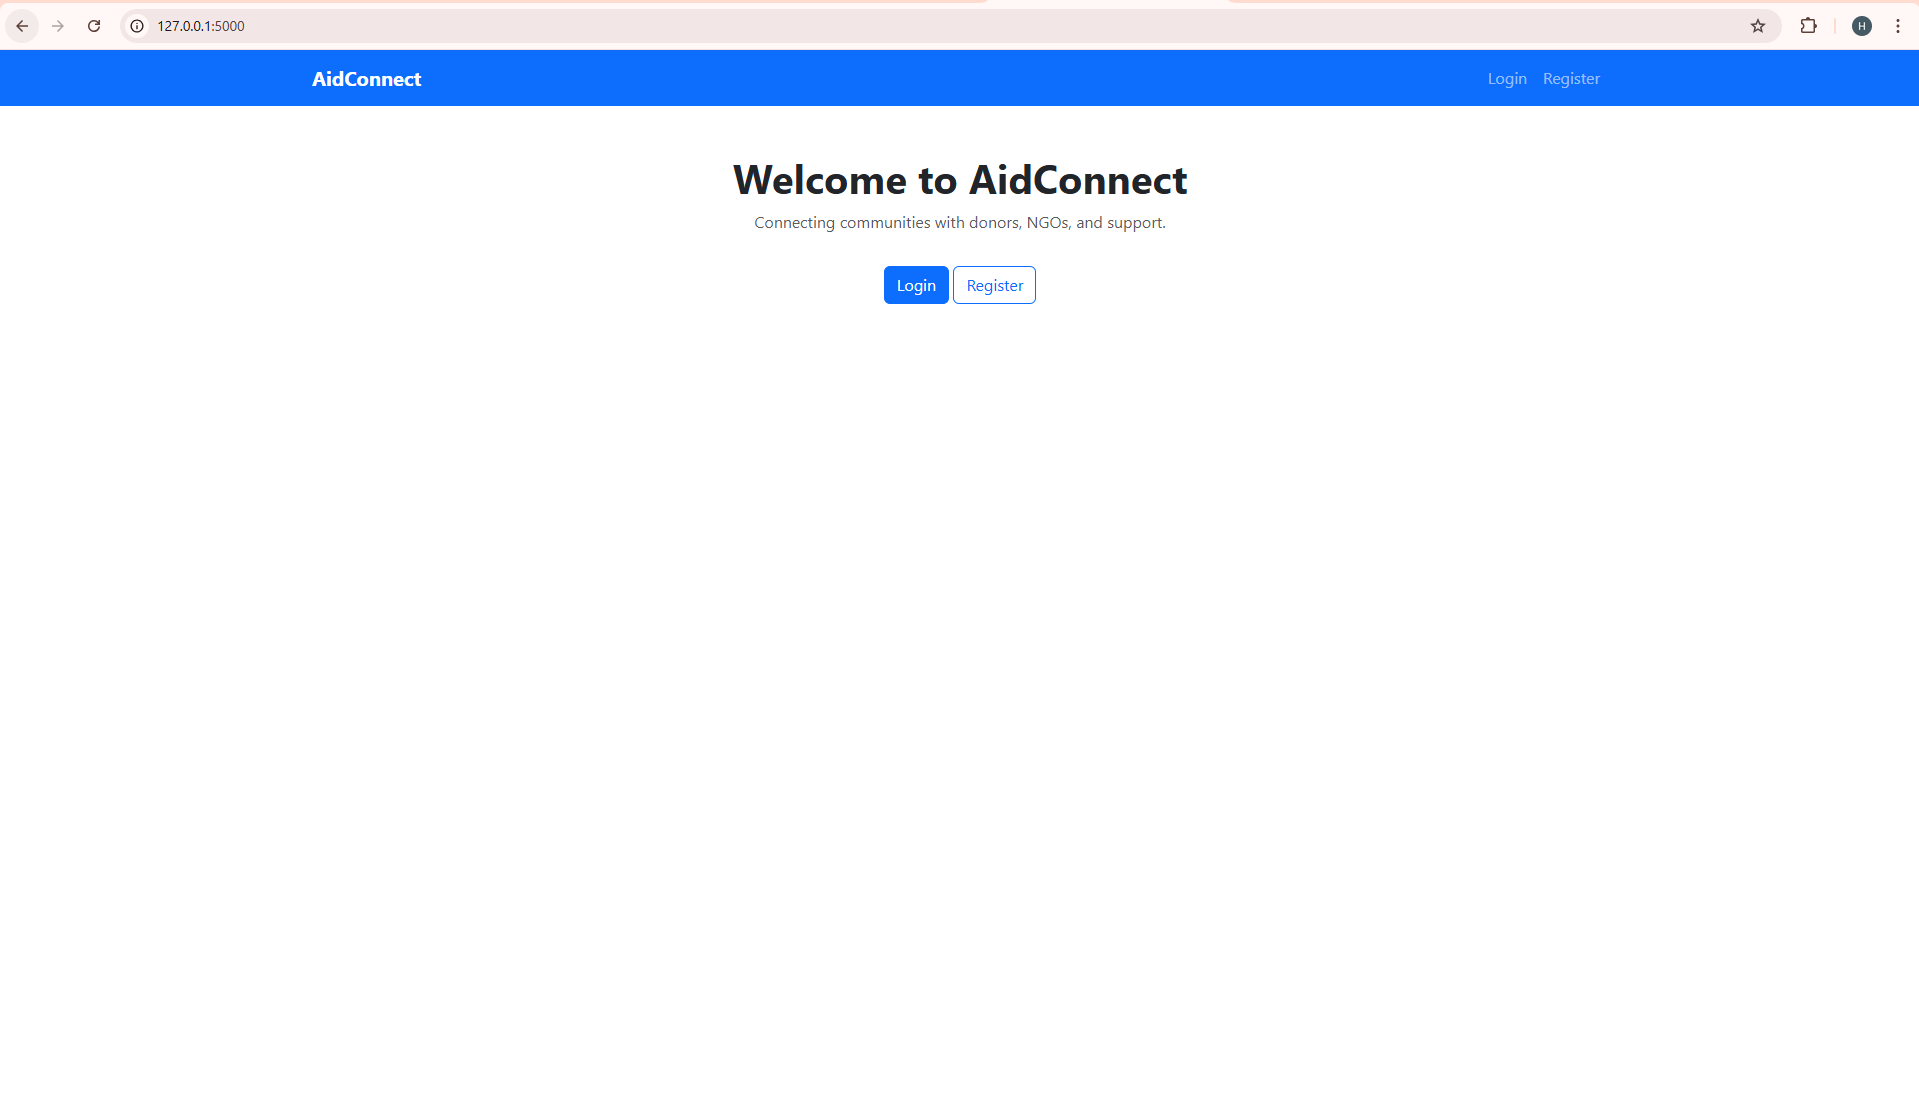 127.0.0.1:5000
H
AidConnect
Login Register
Welcome to AidConnect
Connecting communities with donors, NGOs, and support.
Login Register